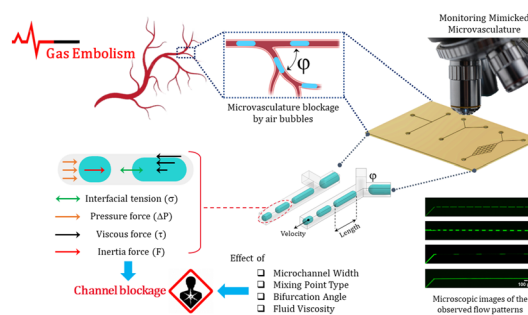 Gas Embolism
Monitoring Mimicked
Microvasculature
φ
Microvasculature blockage
by air bubbles
φ
Interfacial tension (σ)
Pressure force (ΔP)
Viscous force (τ)
Inertia force (F)
Velocity
Length
Channel blockage
Effect of
Microchannel Width
Mixing Point Type
Bifurcation Angle
Fluid Viscosity
Microscopic images of the
observed flow patterns